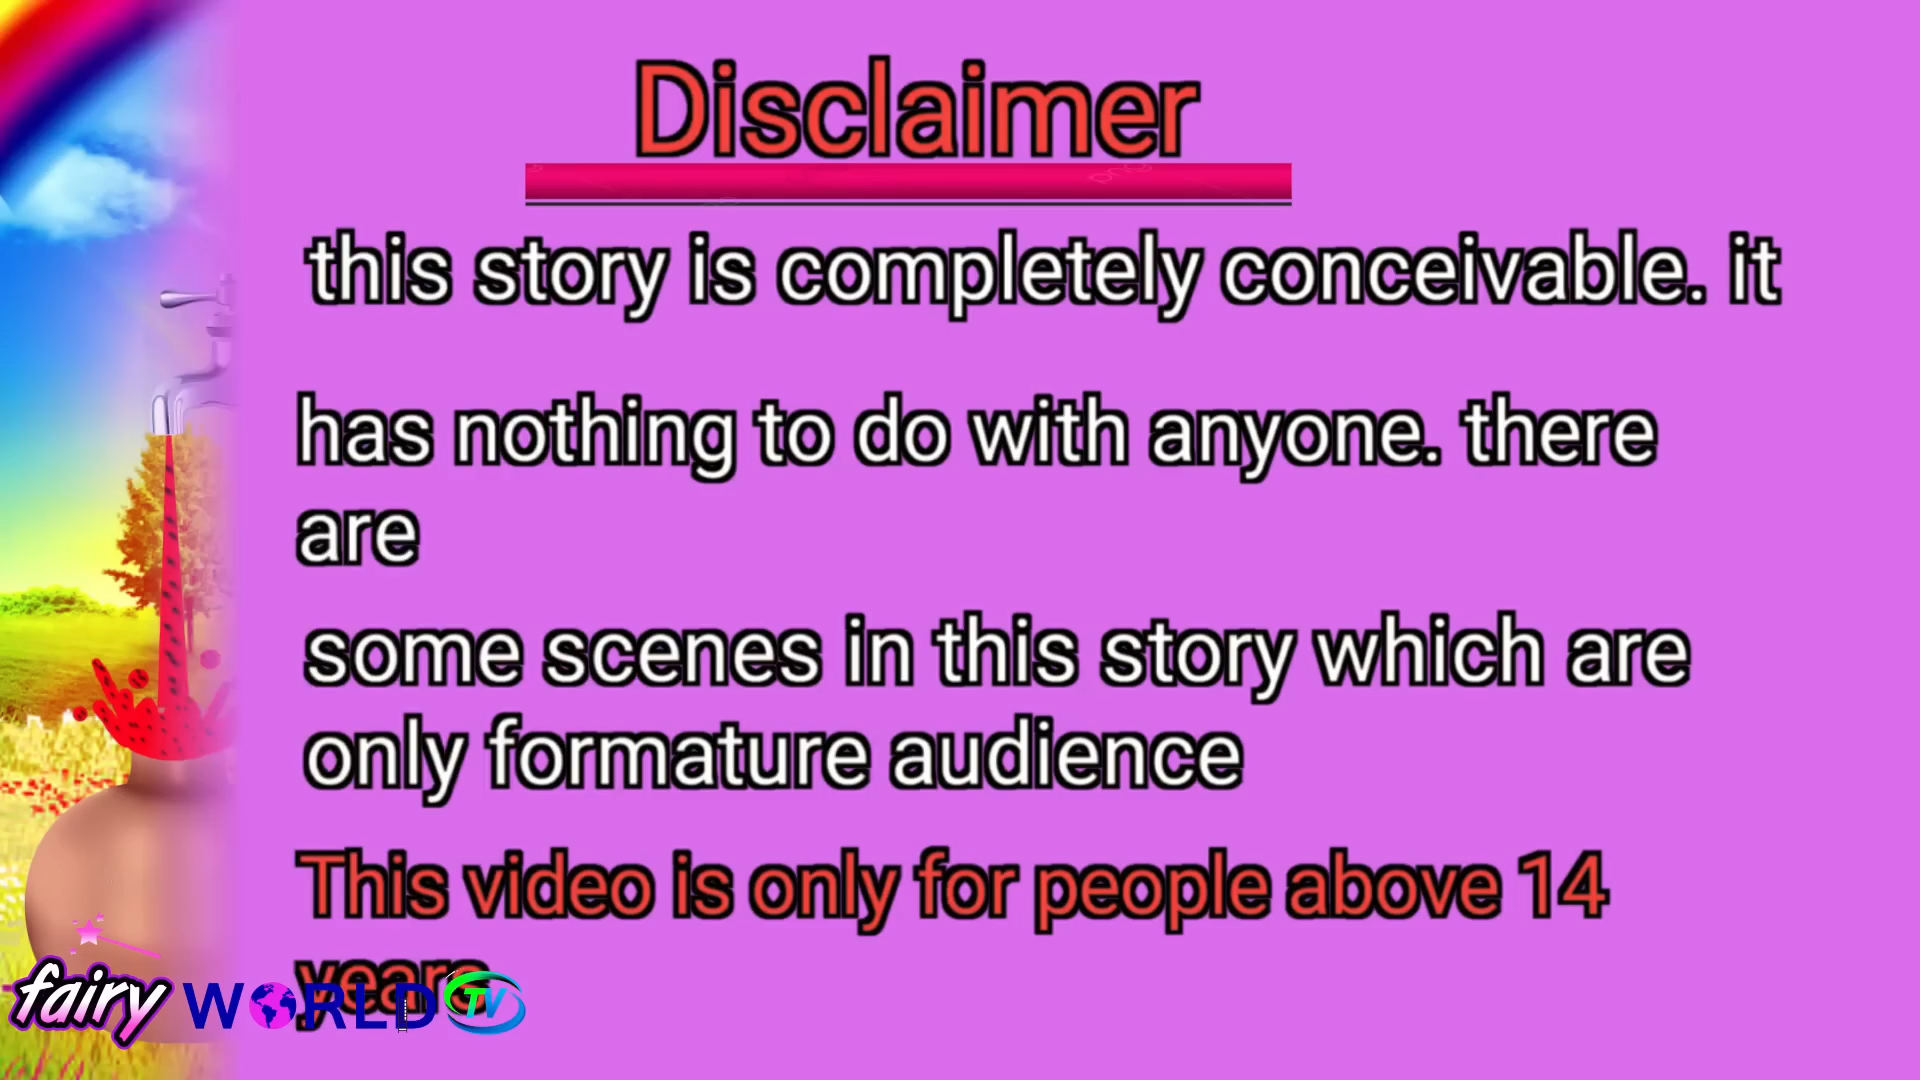 Disclaimer
this story is completely conceivable. it
has nothing to do with anyone. there
are
some scenes in this story which are
only formature audience
This video is only for people above 14
years
fairy WORLD TV